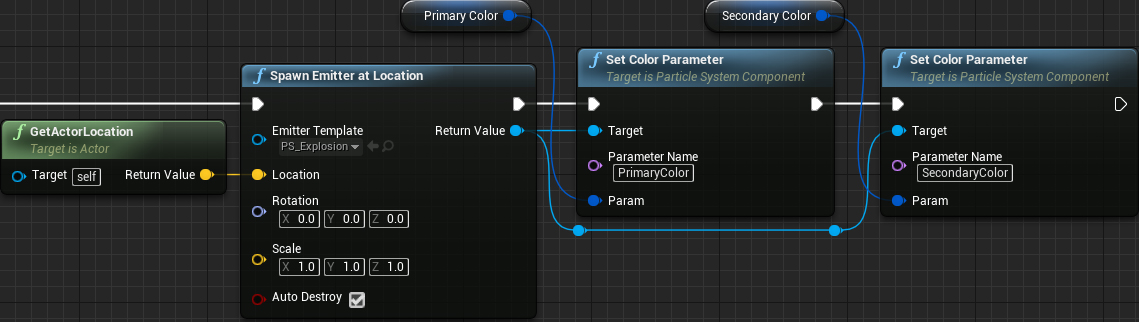 Primary Color
Secondary Color
f Spawn Emitter at Location
Emitter Template
PS_Explosion
Return Value
Location
Rotation
X 0.0 Y 0.0 Z 0.0
Scale
X 1.0 Y 1.0 Z 1.0
Auto Destroy
f GetActorLocation
Target is Actor
Target self
Return Value
f Set Color Parameter
Target is Particle System Component
Target
Parameter Name
PrimaryColor
Param
f Set Color Parameter
Target is Particle System Component
Target
Parameter Name
SecondaryColor
Param